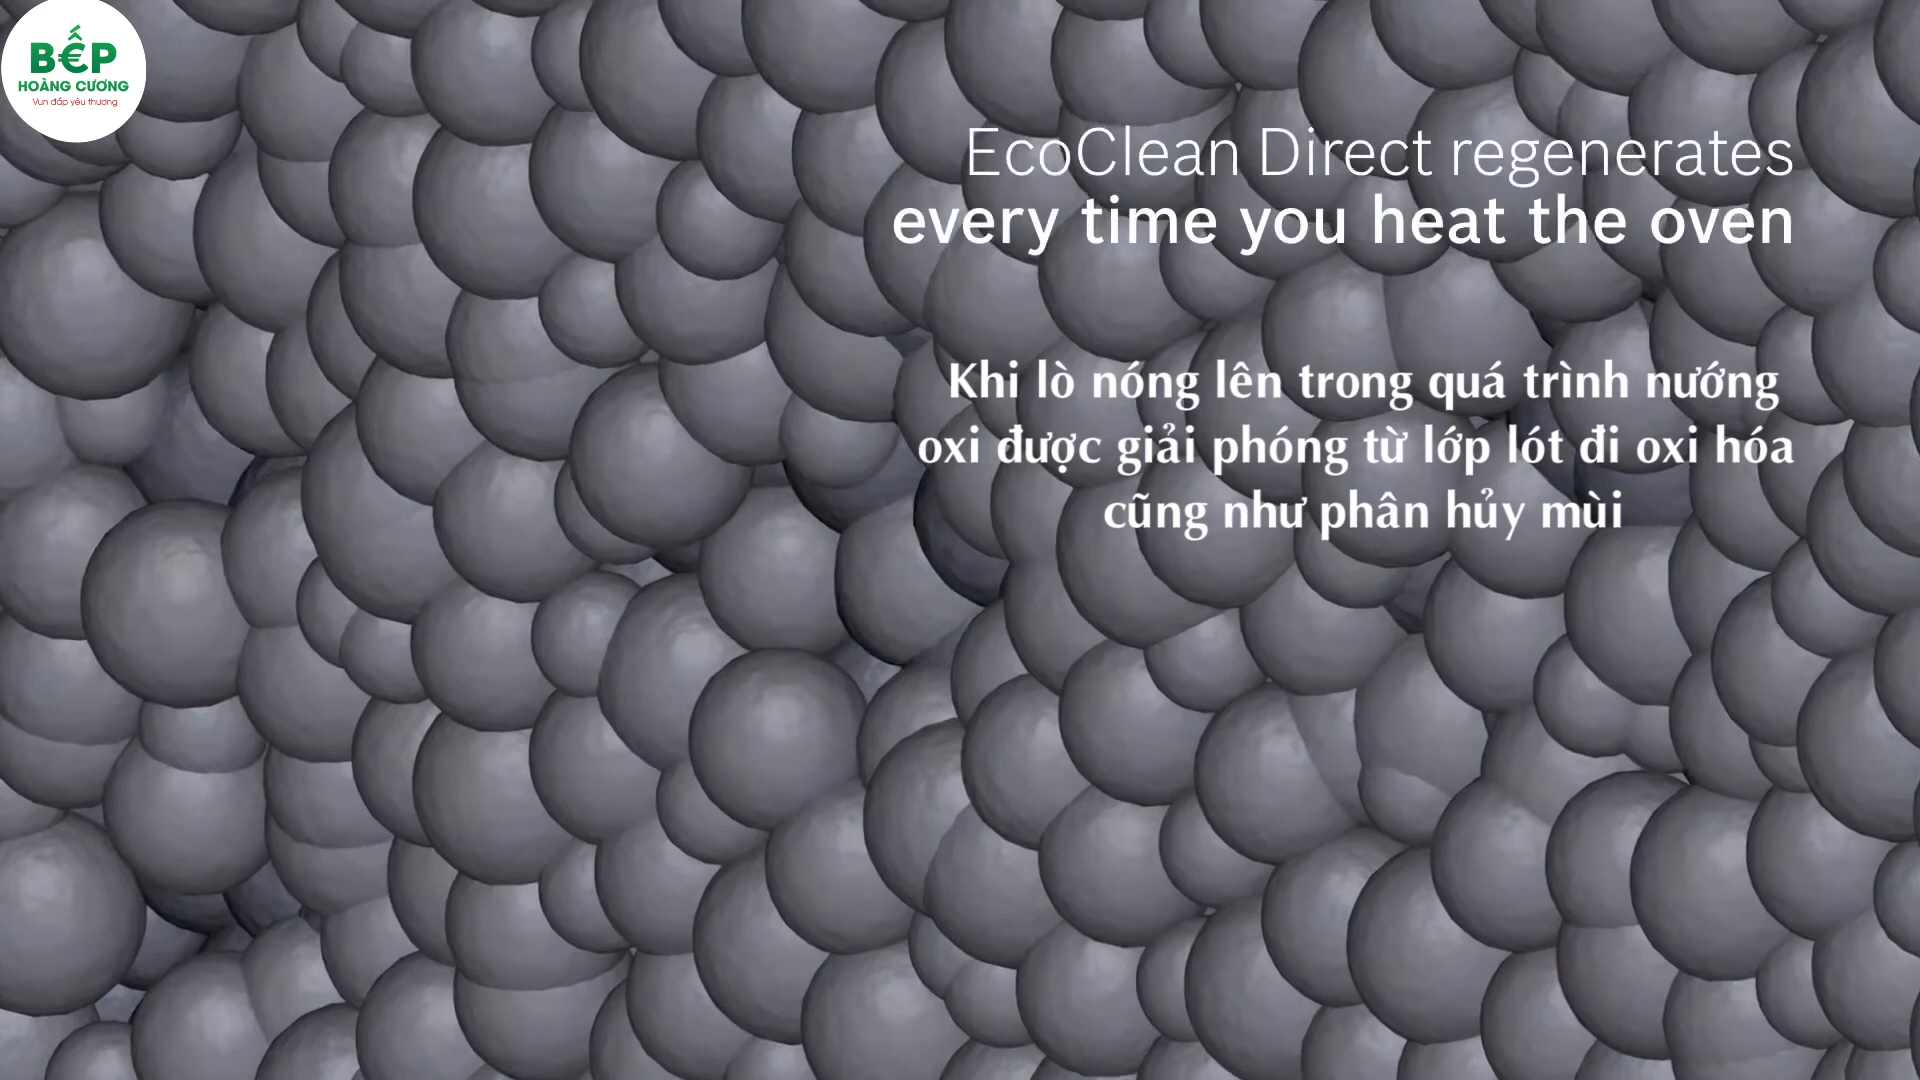 BẾP
HOÀNG CƯƠNG
Vun đắp yêu thương
EcoClean Direct regenerates
every time you heat the oven
Khi lò nóng lên trong quá trình nướng
oxi được giải phóng từ lớp lót đi oxi hóa
cũng như phân hủy mùi